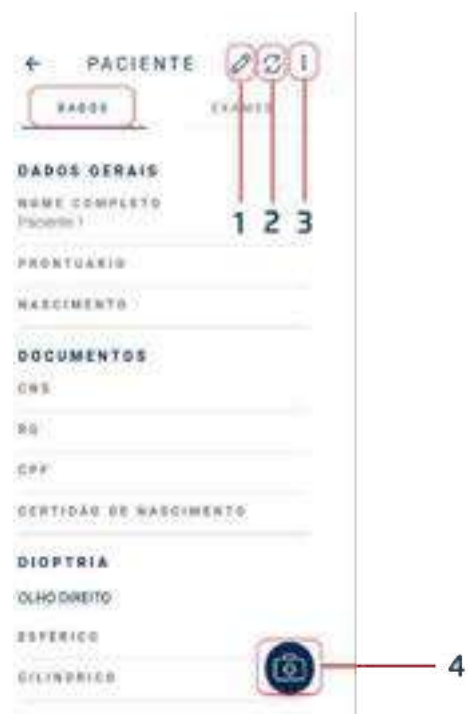 PACIENTE
DADOS EXAMES
DADOS GERAIS
NOME COMPLETO
Paciente 1
1 2 3
PRONTUÁRIO
NASCIMENTO
DOCUMENTOS
CNS
RG
CPF
CERTIDÃO DE NASCIMENTO
DIOPTRIA
OLHO DIREITO
ESFÉRICO
4
CILÍNDRICO